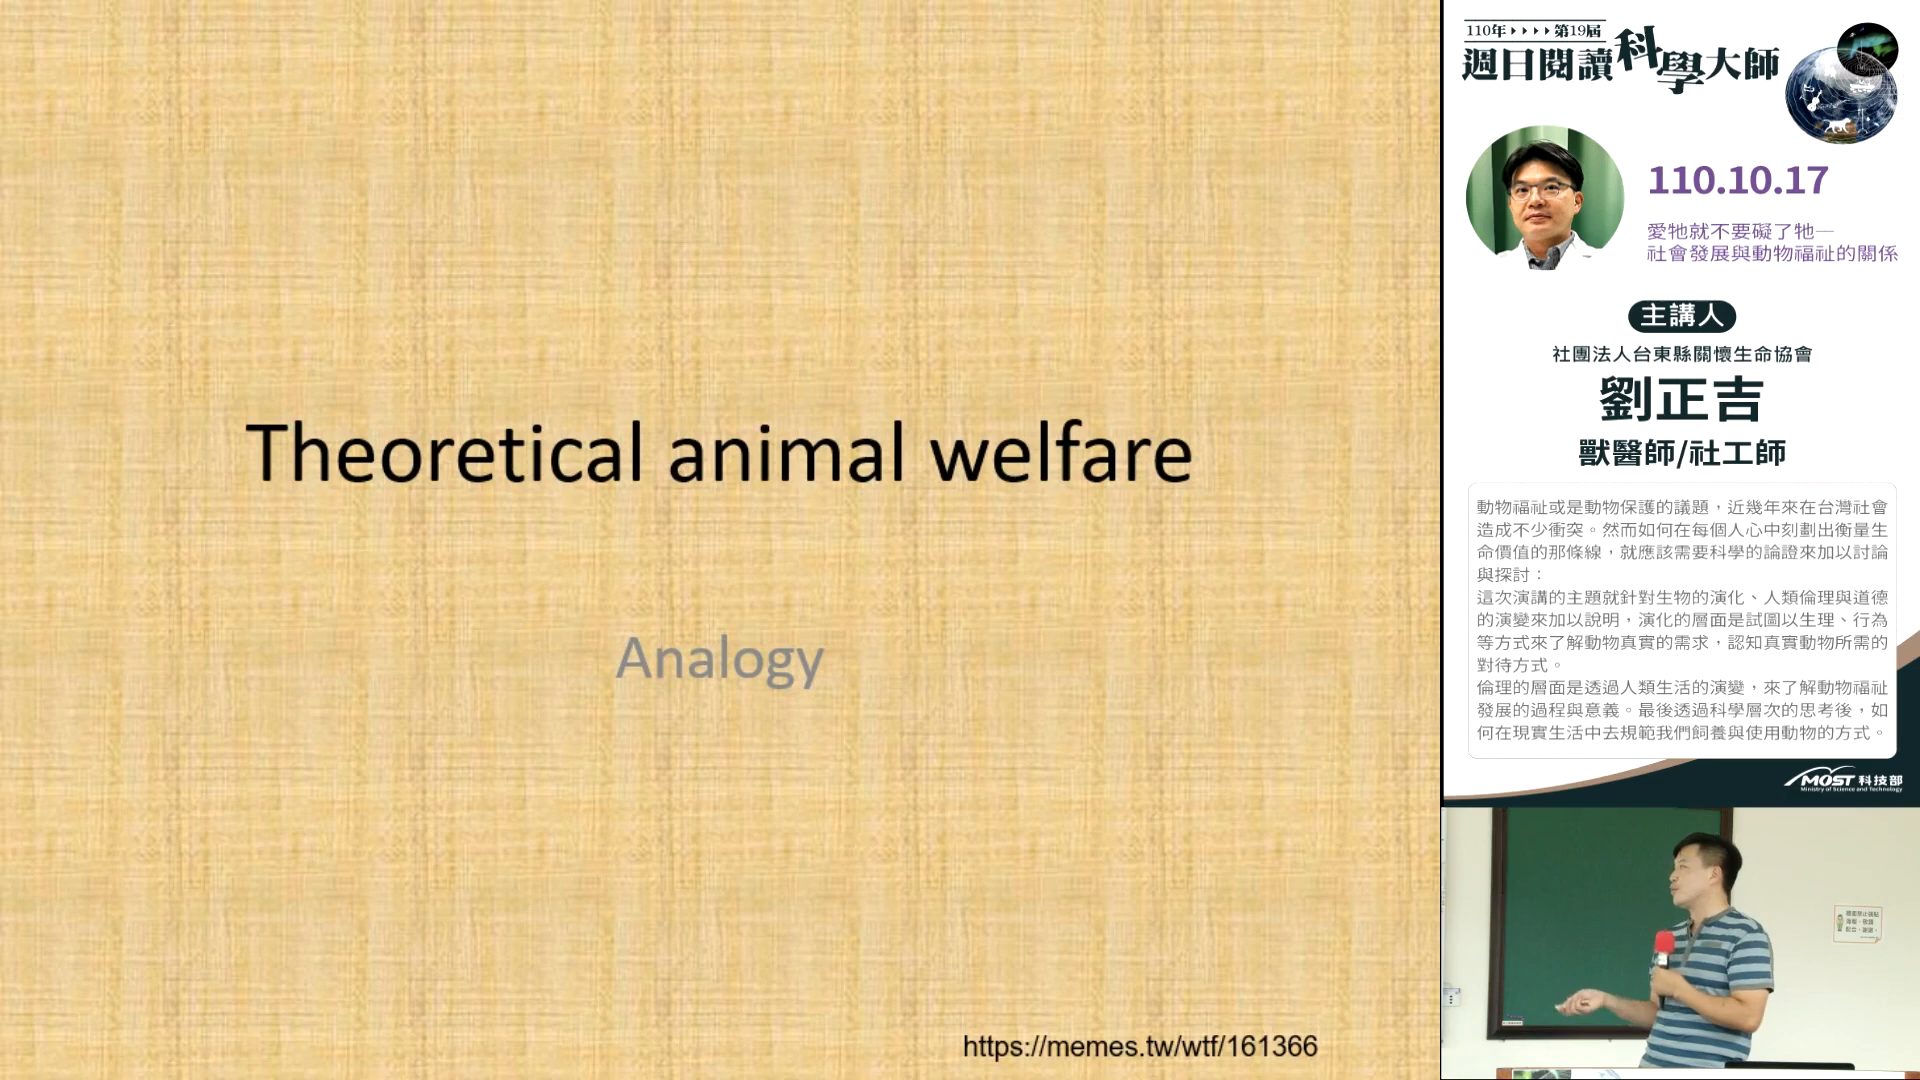 Theoretical animal welfare
Analogy
https://memes.tw/wtf/161366
110年 第19屆
週日閱讀科學大師
110.10.17
愛牠就不要礙了牠—
社會發展與動物福祉的關係
主講人
社團法人台東縣關懷生命協會
劉正吉
獸醫師/社工師
動物福祉或是動物保護的議題，近幾年來在台灣社會
造成不少衝突。然而如何在每個人心中刻劃出衡量生
命價值的那條線，就應該需要科學的論證來加以討論
與探討：
這次演講的主題就針對生物的演化、人類倫理與道德
的演變來加以說明，演化的層面是試圖以生理、行為
等方式來了解動物真實的需求，認知真實動物所需的
對待方式。
倫理的層面是透過人類生活的演變，來了解動物福祉
發展的過程與意義。最後透過科學層次的思考後，如
何在現實生活中去規範我們飼養與使用動物的方式。
MOST 科技部
Ministry of Science and Technology